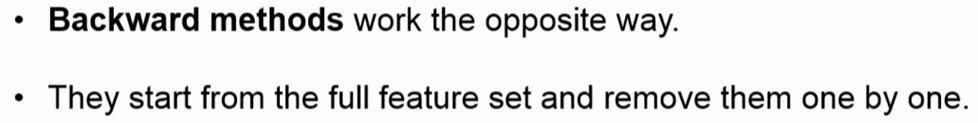 • Backward methods work the opposite way.
• They start from the full feature set and remove them one by one.